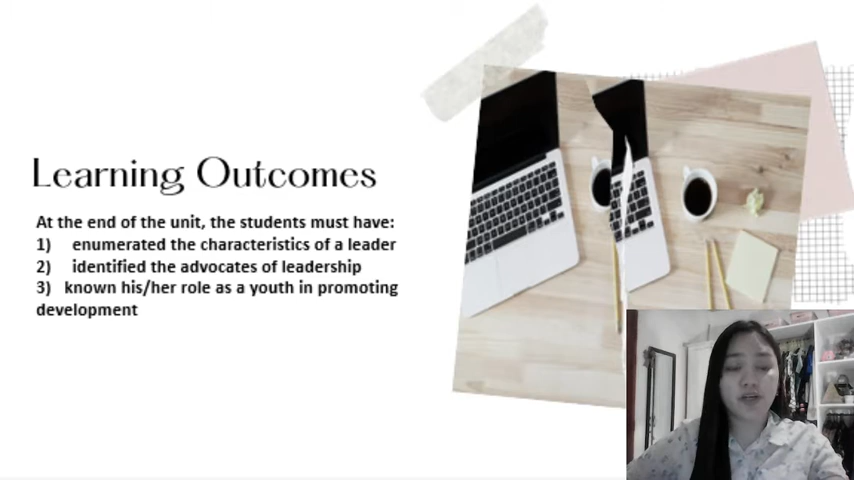 Learning Outcomes
At the end of the unit, the students must have:
1) enumerated the characteristics of a leader
2) identified the advocates of leadership
3) known his/her role as a youth in promoting
development